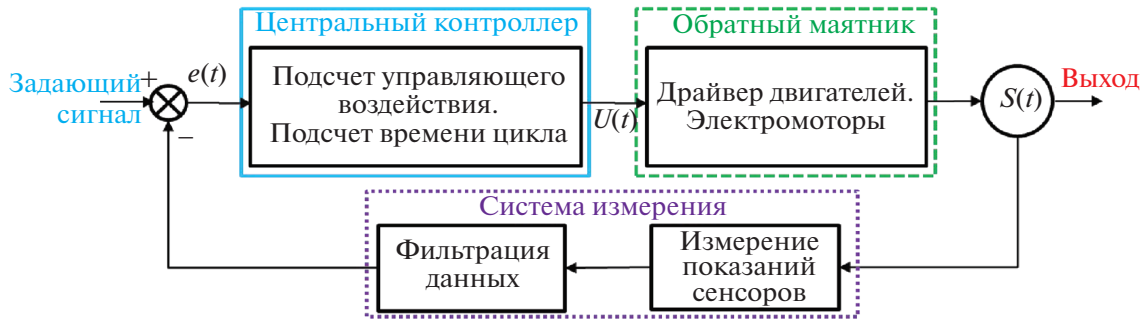 Центральный контроллер
Обратный маятник
Задающий
сигнал
+
−
e(t)
Подсчет управляющего
воздействия.
Подсчет времени цикла
U(t)
Драйвер двигателей.
Электромоторы
S(t)
Выход
Система измерения
Фильтрация
данных
Измерение
показаний
сенсоров